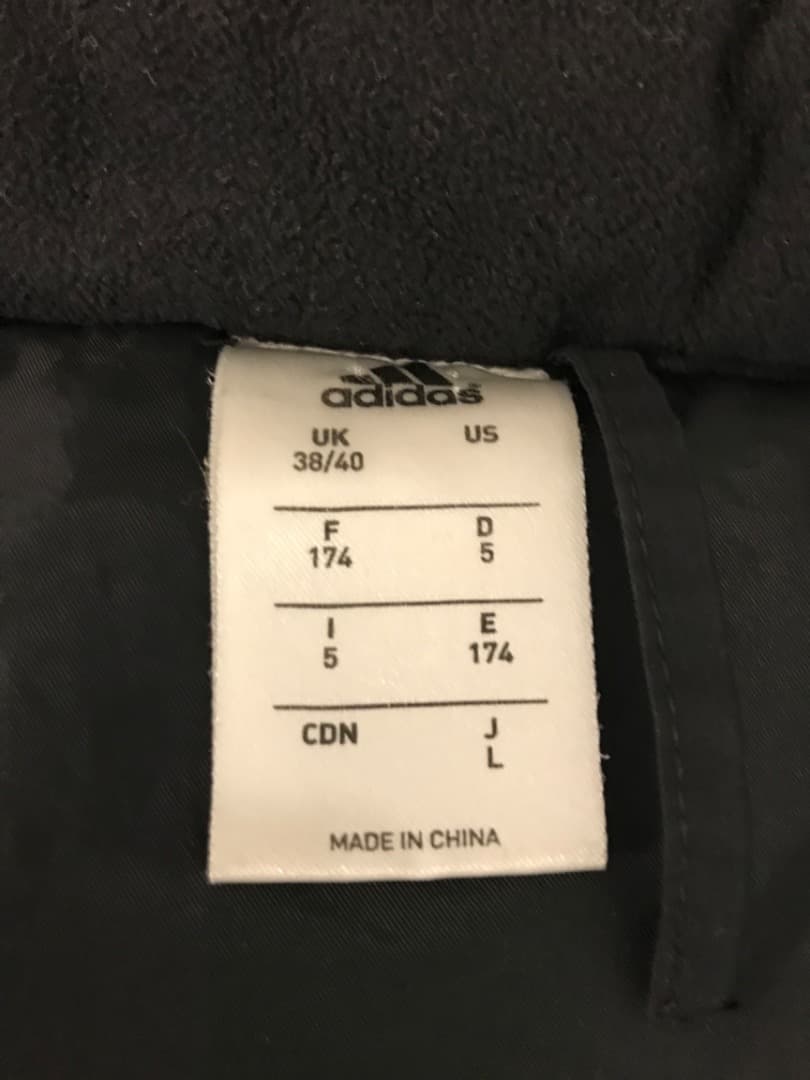 adidas
UK US
38/40
F D
174 5
I E
5 174
CDN J
L
MADE IN CHINA